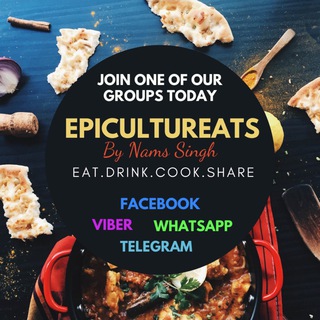 JOIN ONE OF OUR
GROUPS TODAY
EPICULTUREATS
By Nams Singh
EAT.DRINK.COOK.SHARE
FACEBOOK
VIBER WHATSAPP
TELEGRAM